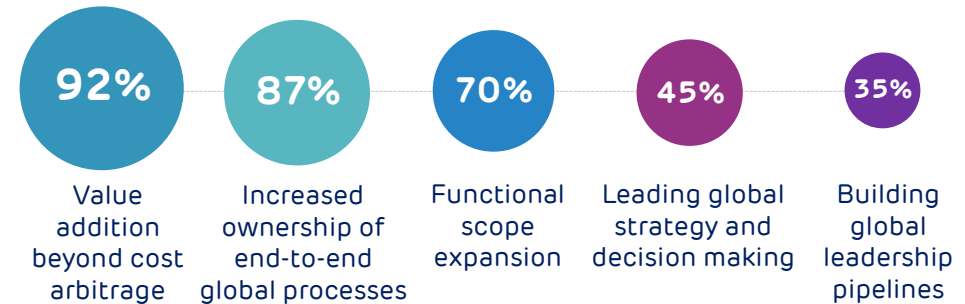 92%
Value
addition
beyond cost
arbitrage
87%
Increased
ownership of
end-to-end
global processes
70%
Functional
scope
expansion
45%
Leading global
strategy and
decision making
35%
Building
global
leadership
pipelines